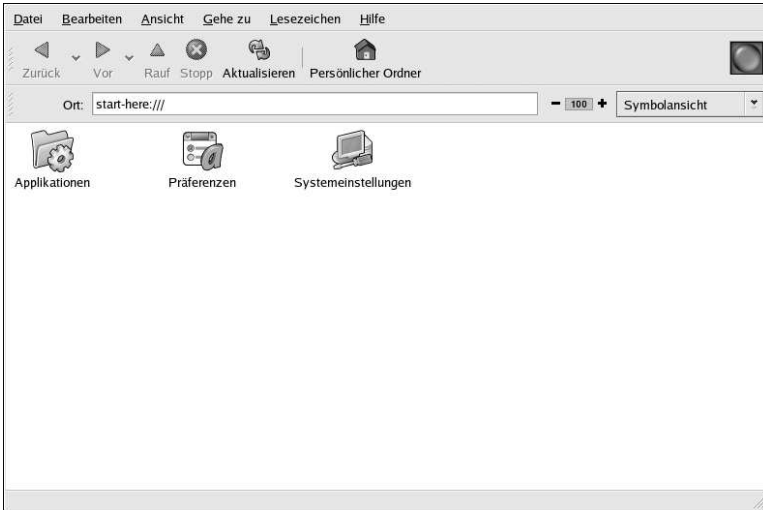 Datei Bearbeiten Ansicht Gehe zu Lesezeichen Hilfe
Zurück Vor Rauf Stopp Aktualisieren Persönlicher Ordner
Ort: start-here:/// 100 Symbolansicht
Applikationen Präferenzen Systemeinstellungen